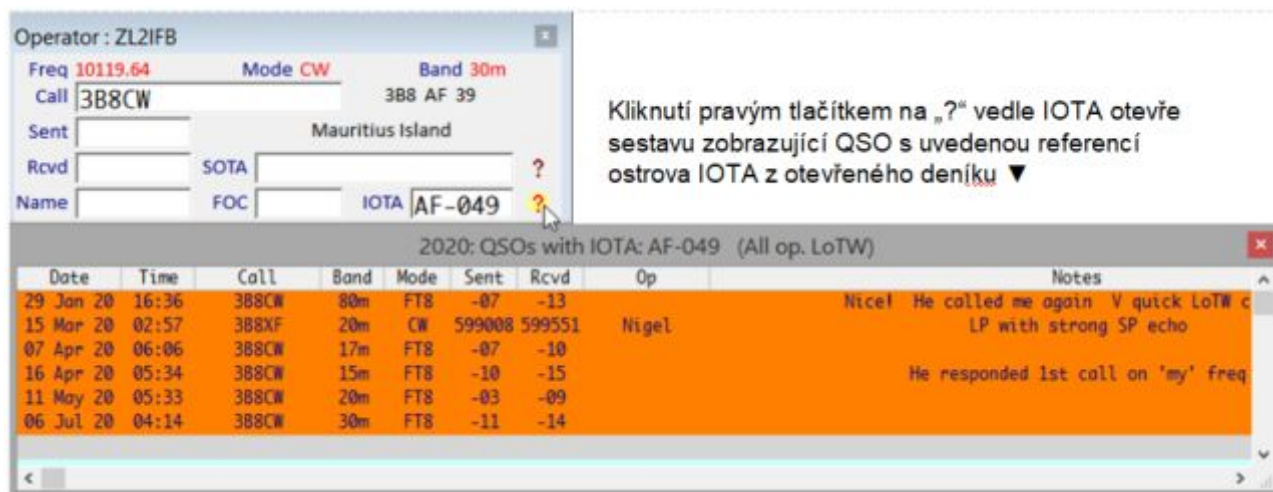 Operator : ZL2IFB
Freq 10119.64 Mode CW Band 30m
Call 3B8CW 3B8 AF 39
Sent Mauritius Island
Rcvd SOTA ?
Name FOC IOTA AF-049 ?
Kliknutí pravým tlačítkem na „?“ vedle IOTA otevře
sestavu zobrazující QSO s uvedenou referencí
ostrova IOTA z otevřeného deníku ▼
2020: QSOs with IOTA: AF-049 (All op. LoTW)
Date Time Call Band Mode Sent Rcvd Op Notes
29 Jan 20 16:36 3B8CW 80m FT8 -07 -13 Nice! He called me again V quick LoTW c
15 Mar 20 02:57 3B8XF 20m CW 599008 599551 Nigel LP with strong SP echo
07 Apr 20 06:06 3B8CW 17m FT8 -07 -10
16 Apr 20 05:34 3B8CW 15m FT8 -10 -15 He responded 1st call on 'my' freq
11 May 20 05:33 3B8CW 20m FT8 -03 -09
06 Jul 20 04:14 3B8CW 30m FT8 -11 -14